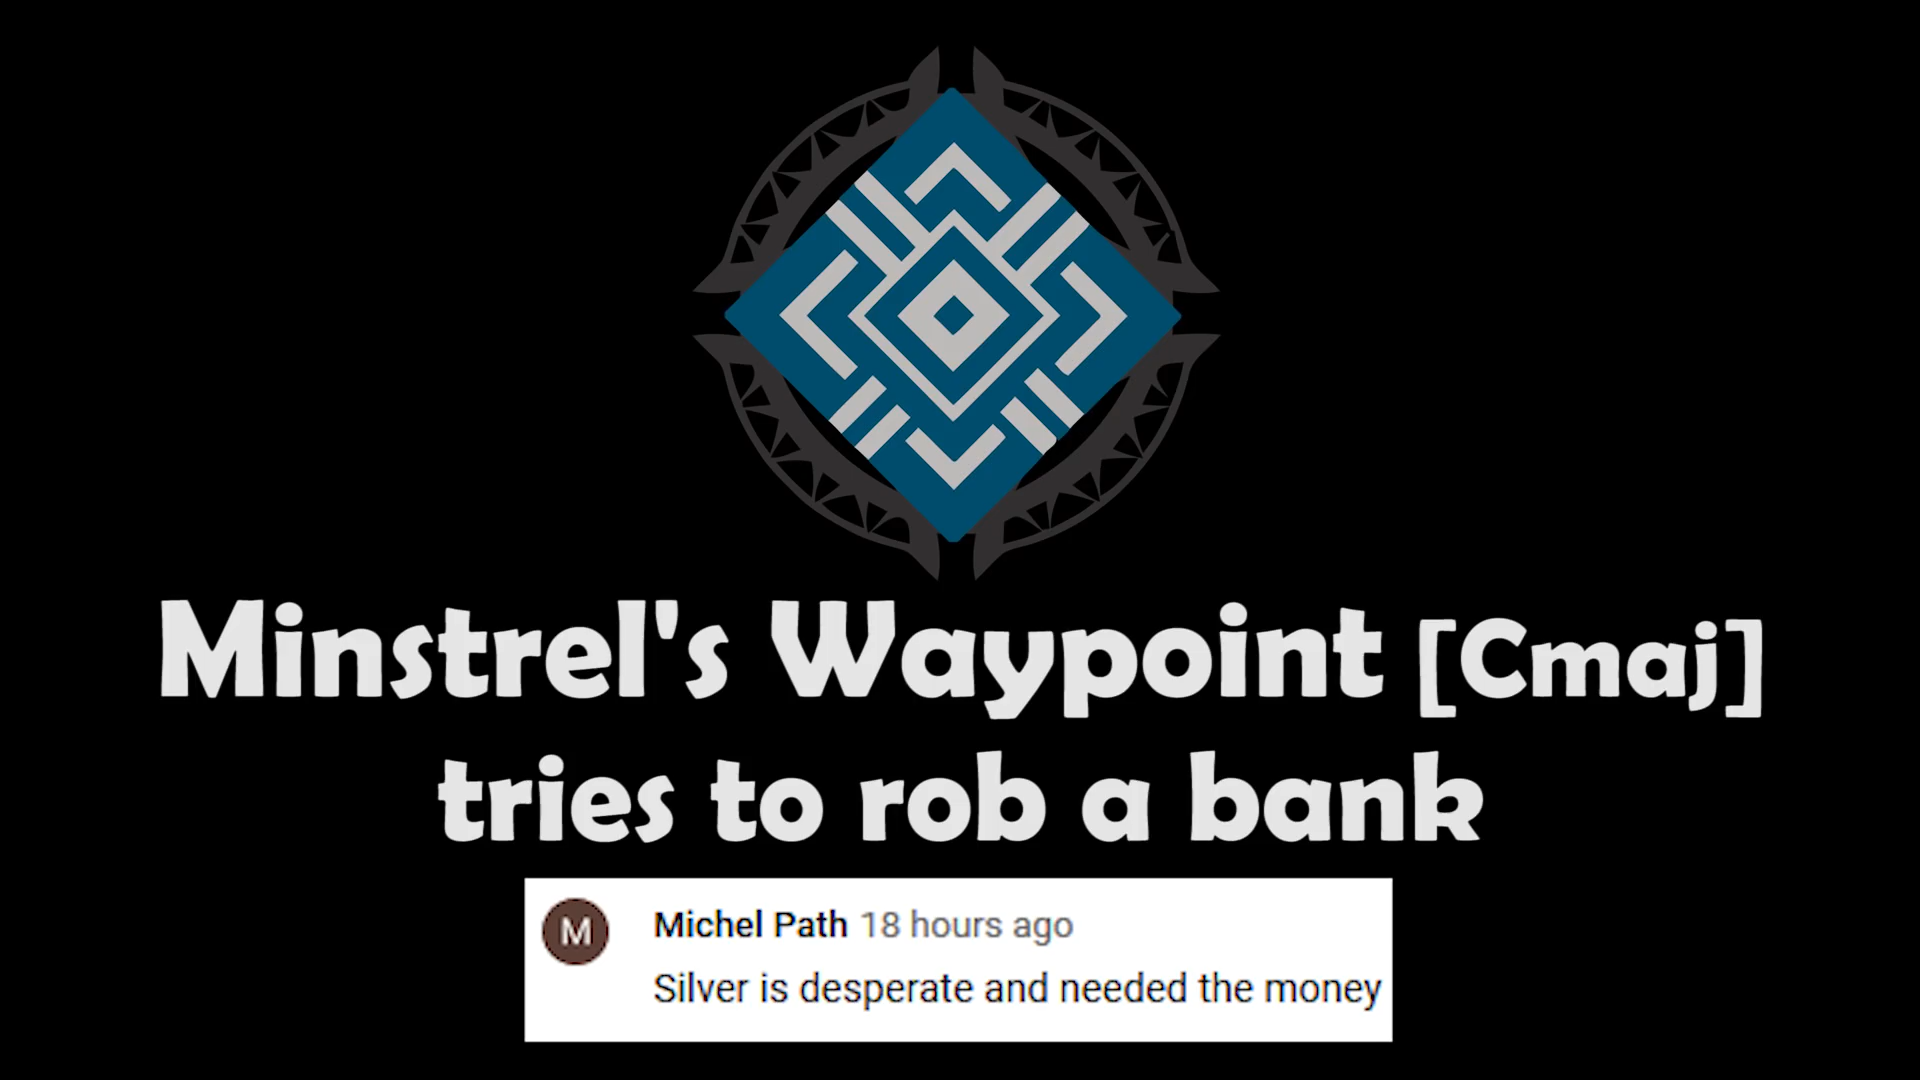 Minstrel's Waypoint [Cmaj]
tries to rob a bank
M
Michel Path 18 hours ago
Silver is desperate and needed the money